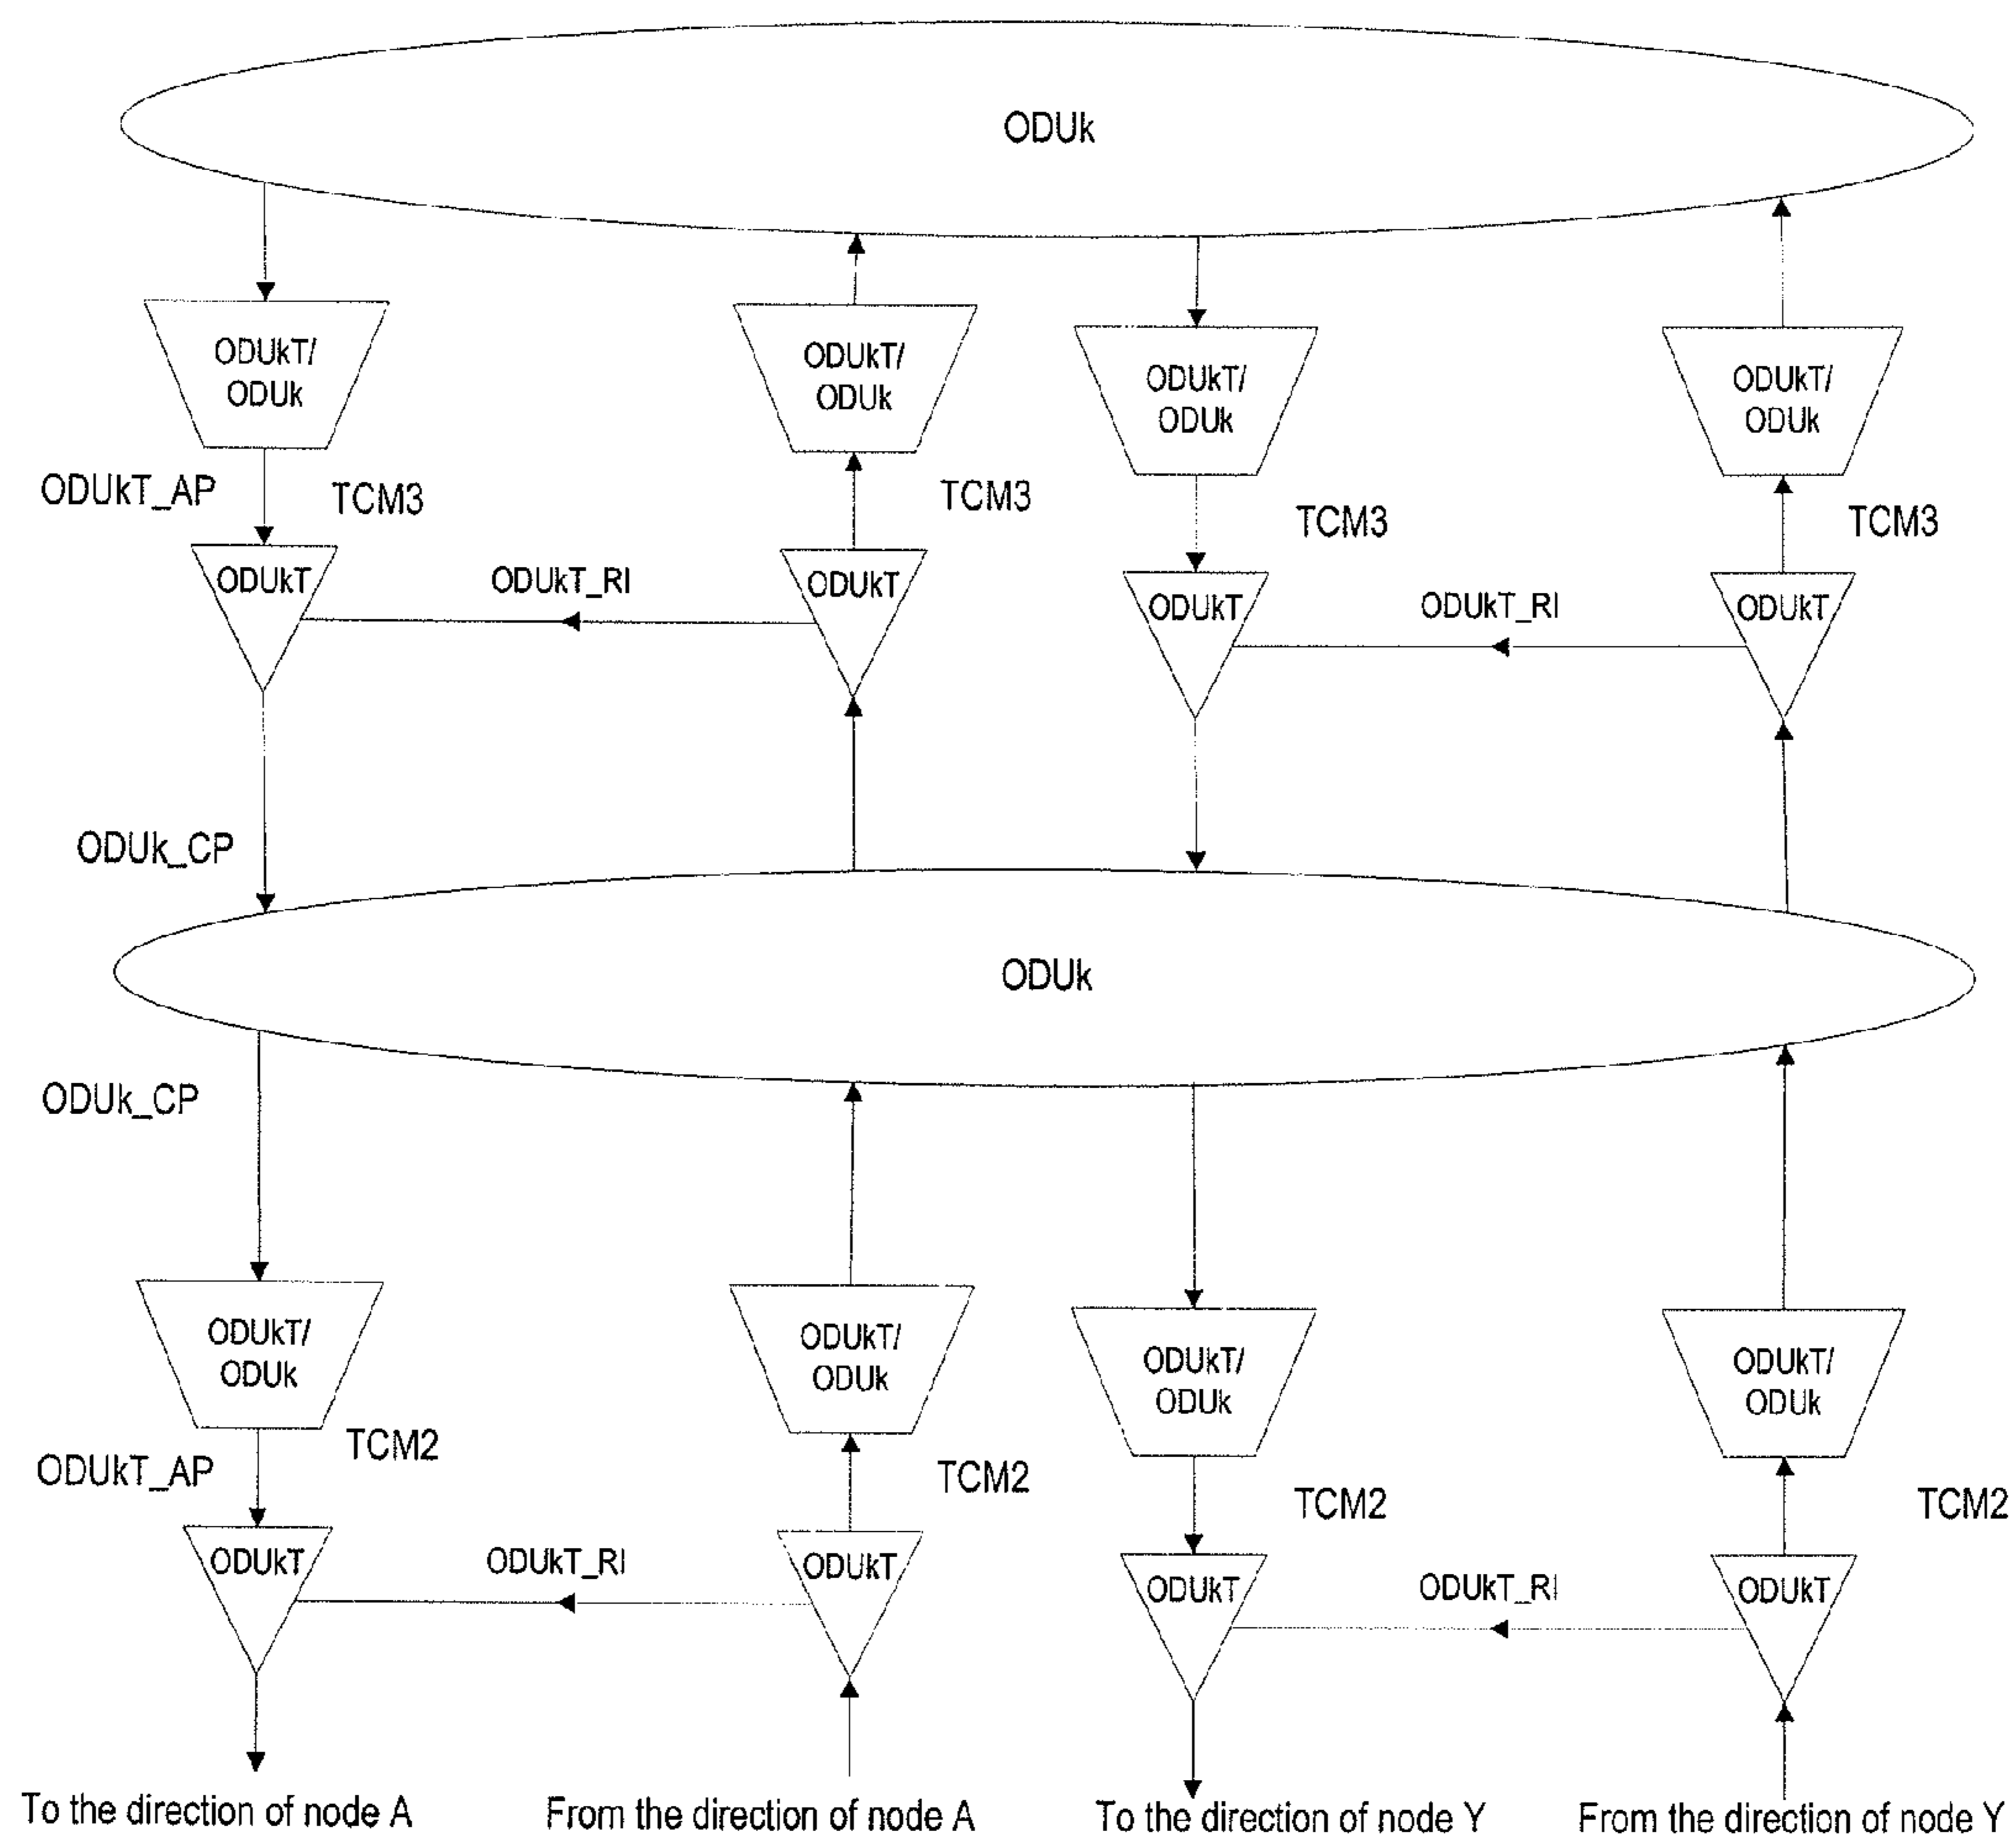 ODUk
ODUkT/
ODUk
ODUkT/
ODUk
ODUkT/
ODUk
ODUkT/
ODUk
ODUkT_AP
TCM3
TCM3
TCM3
TCM3
ODUkT
ODUkT_RI
ODUkT
ODUkT
ODUkT_RI
ODUkT
ODUk_CP
ODUk
ODUk_CP
ODUkT/
ODUk
ODUkT/
ODUk
ODUkT/
ODUk
ODUkT/
ODUk
ODUkT_AP
TCM2
TCM2
TCM2
TCM2
ODUkT
ODUkT_RI
ODUkT
ODUkT
ODUkT_RI
ODUkT
To the direction of node A
From the direction of node A
To the direction of node Y
From the direction of node Y